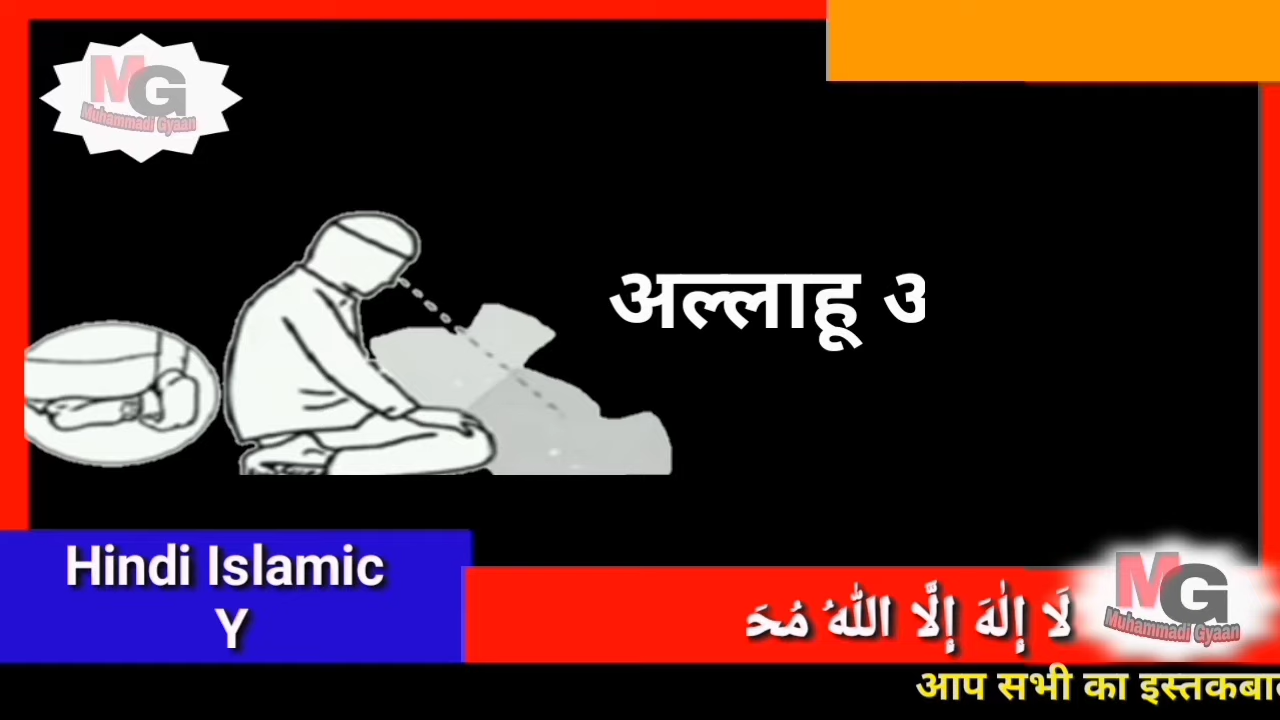 MG
Muhammadi Gyaan
अल्लाहू अ
Hindi Islamic
Y
لَا إِلٰهَ إِلَّا اللّٰهُ مُحَ
MG
Muhammadi Gyaan
आप सभी का इस्तकबाल